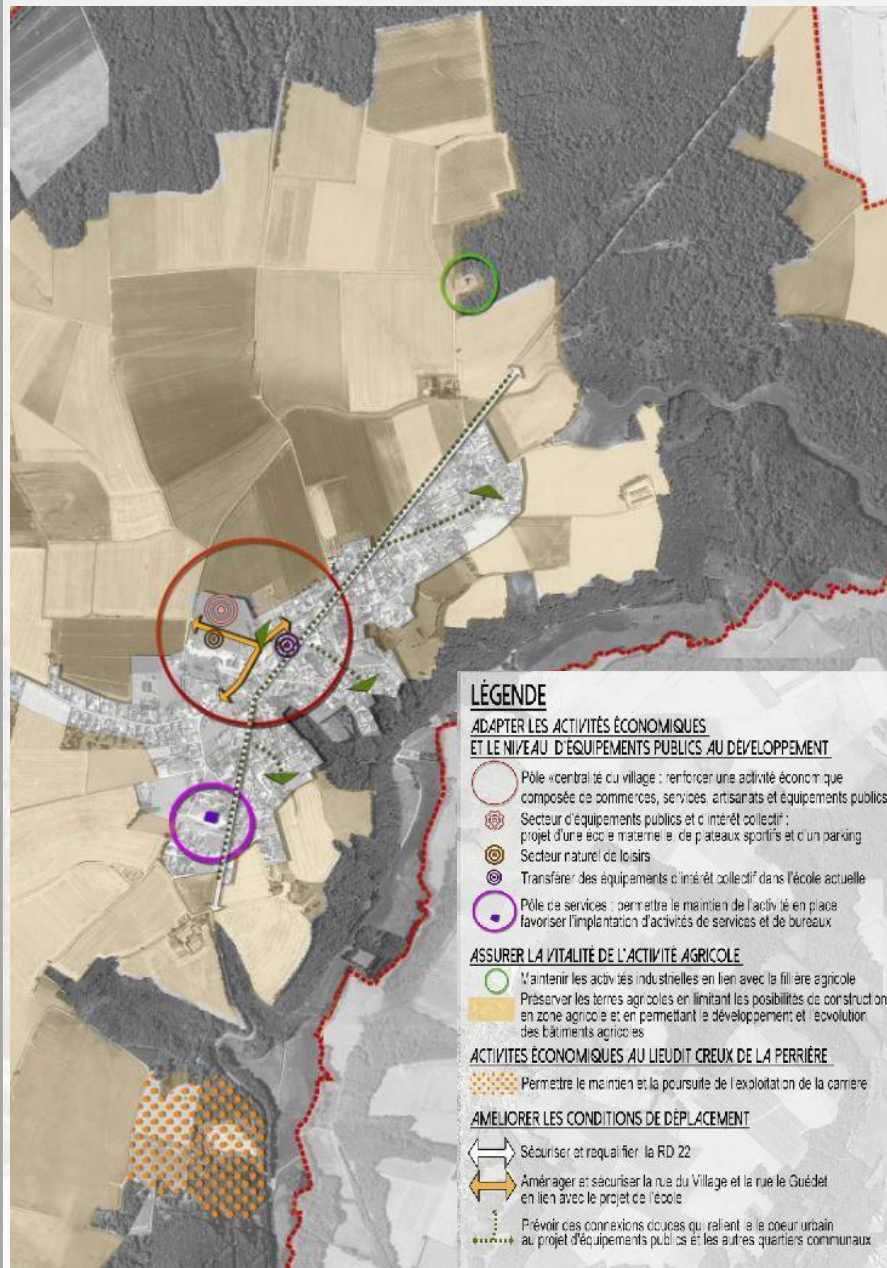 LÉGENDE
ADAPTER LES ACTIVITÉS ÉCONOMIQUES
ET LE NIVEAU D'ÉQUIPEMENTS PUBLICS AU DÉVELOPPEMENT
Pôle «centralité du village : renforcer une activité économique
composée de commerces, services, artisanats et équipements publics
Secteur d'équipements publics et d'intérêt collectif :
projet d'une école maternelle, de plateaux sportifs et d'un parking
Secteur naturel de loisirs
Transférer des équipements d'intérêt collectif dans l'école actuelle
Pôle de services : permettre le maintien de l'activité en place
favoriser l'implantation d'activités de services et de bureaux
ASSURER LA VITALITÉ DE L'ACTIVITÉ AGRICOLE
Maintenir les activités industrielles en lien avec la fillière agricole
Préserver les terres agricoles en limitant les posibilités de construction
en zone agricole et en permettant le développement et l'écvolution
des bâtiments agricoles
ACTIVITES ÉCONOMIQUES AU LIEUDIT CREUX DE LA PERRIÈRE
Permetre le maintien et la poursuite de l'exploitation de la carrière
AMÉLIORER LES CONDITIONS DE DÉPLACEMENT
Sécuriser et requalifier la RD 22
Aménager et sécuriser la rue du Village et la rue le Guédet
en lien avec le projet de l'école
Prévoir des connexions douces qui relient le le coeur urbain
au projet d'équipements publics et les autres quartiers communaux